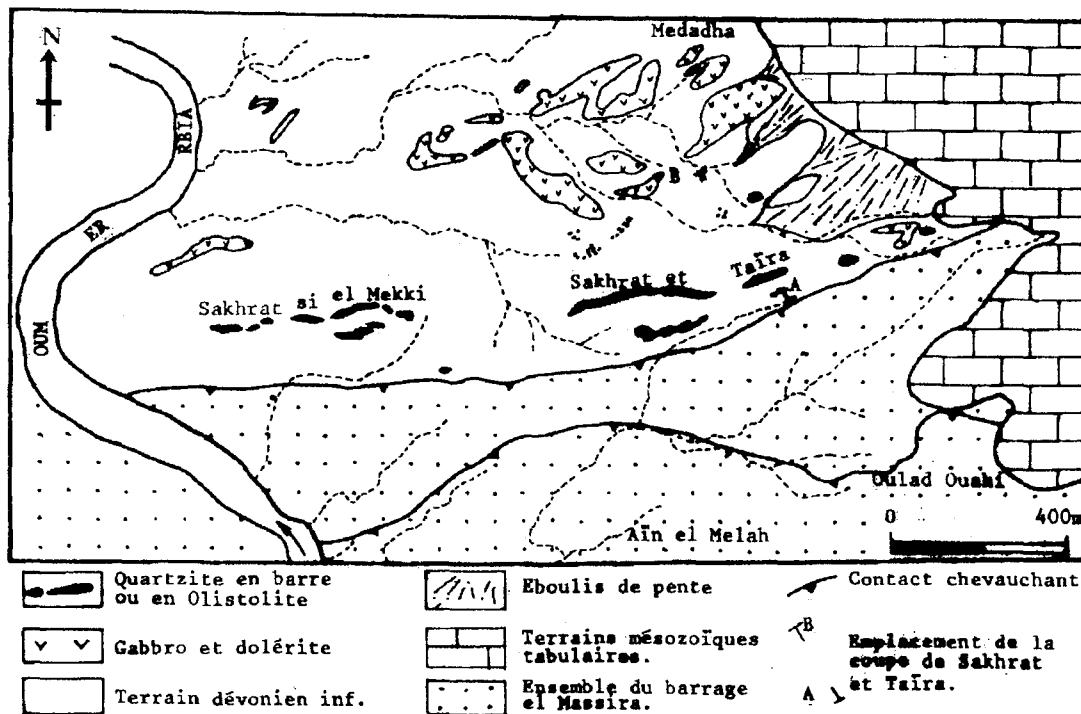 N
Medadha
RBIA
ER
OUM
B
Sakhrat si el Mekki
Sakhrat et Taïra
A
Oulad Ouahi
Aïn el Melah
0 400m
Quartzite en barre
ou en Olistolite
Gabbro et dolérite
Terrain dévonien inf.
Eboulis de pente
Terrains mésozoïques
tabulaires.
Ensemble du barrage
el Massira.
Contact chevauchant
B
A
Emplacement de la
coupe de Sakhrat
et Taïra.